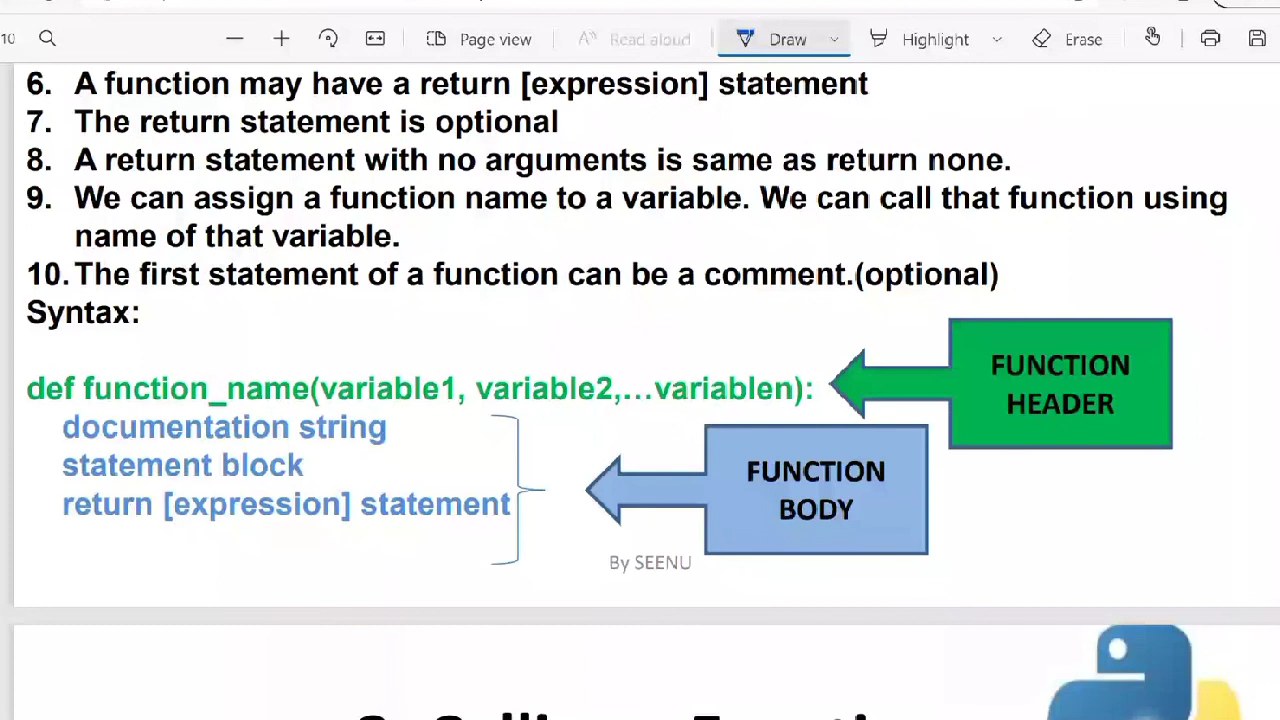 10
Page view
Read aloud
Draw
Highlight
Erase
6. A function may have a return [expression] statement
7. The return statement is optional
8. A return statement with no arguments is same as return none.
9. We can assign a function name to a variable. We can call that function using
name of that variable.
10. The first statement of a function can be a comment.(optional)
Syntax:
def function_name(variable1, variable2,...variablen):
documentation string
statement block
return [expression] statement
FUNCTION
HEADER
FUNCTION
BODY
By SEENU